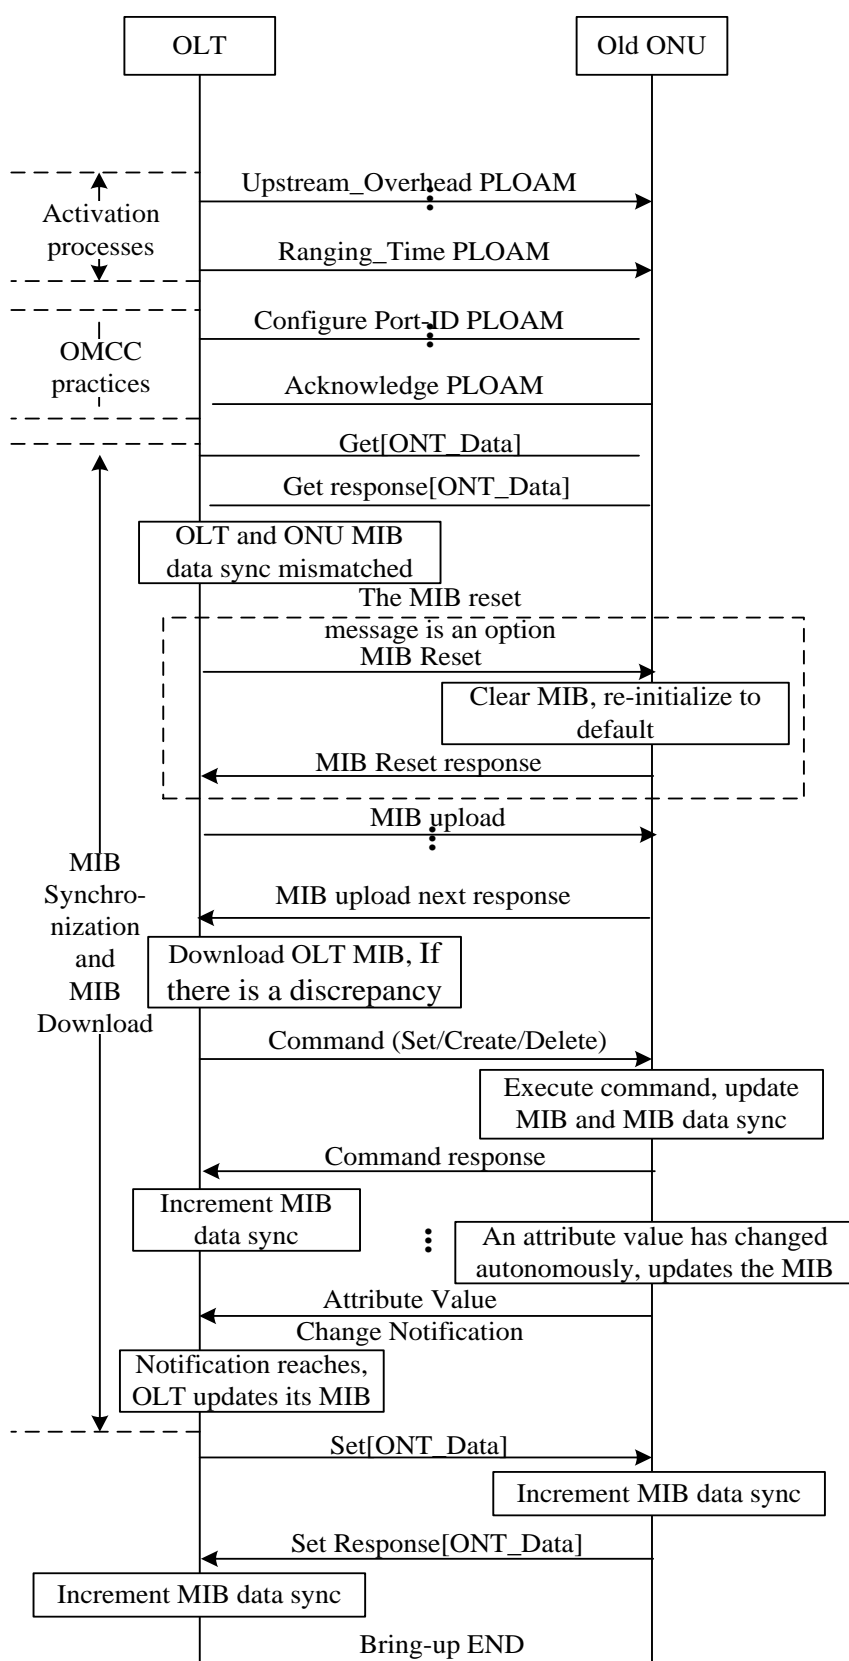 OLT
Old ONU
Upstream_Overhead PLOAM
Activation
processes
Ranging_Time PLOAM
Configure Port-ID PLOAM
OMCC
practices
Acknowledge PLOAM
Get[ONT_Data]
Get response[ONT_Data]
OLT and ONU MIB
data sync mismatched
The MIB reset
message is an option
MIB Reset
Clear MIB, re-initialize to
default
MIB Reset response
MIB upload
MIB
Synchro-
nization
and
MIB
Download
MIB upload next response
Download OLT MIB, If
there is a discrepancy
Command (Set/Create/Delete)
Execute command, update
MIB and MIB data sync
Command response
Increment MIB
data sync
An attribute value has changed
autonomously, updates the MIB
Attribute Value
Change Notification
Notification reaches,
OLT updates its MIB
Set[ONT_Data]
Increment MIB data sync
Set Response[ONT_Data]
Increment MIB data sync
Bring-up END